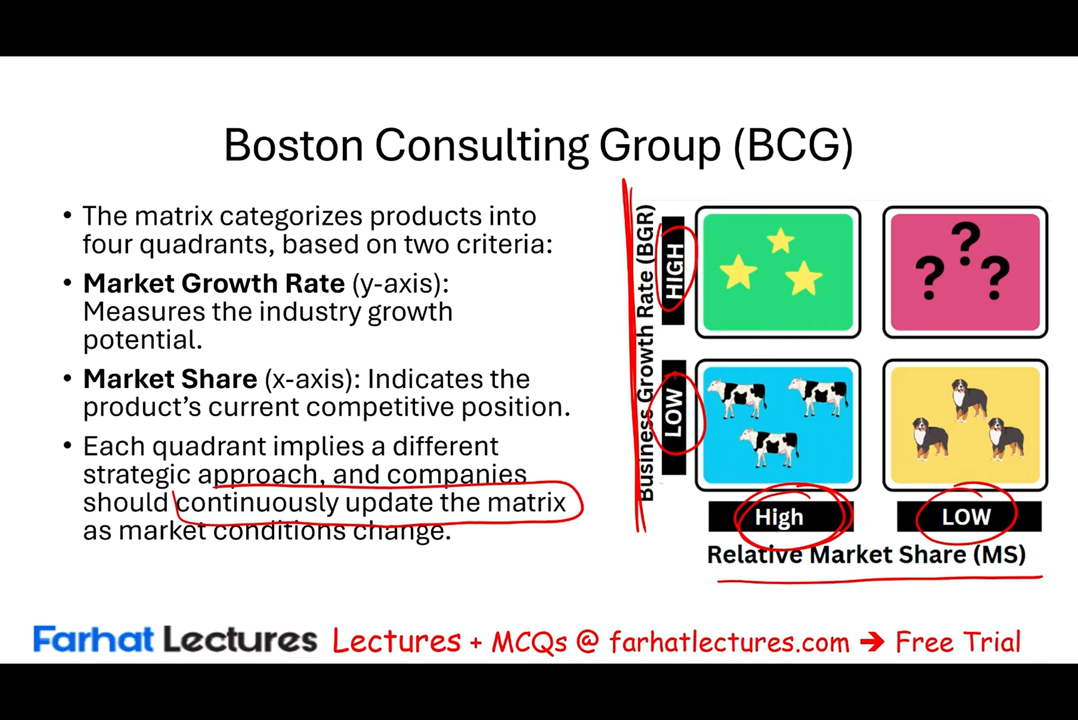 Boston Consulting Group (BCG)
• The matrix categorizes products into
four quadrants, based on two criteria:
• Market Growth Rate (y-axis):
Measures the industry growth
potential.
• Market Share (x-axis): Indicates the
product's current competitive position.
• Each quadrant implies a different
strategic approach, and companies
should continuously update the matrix
as market conditions change.
Business Growth Rate (BGR)
HIGH
? ? ?
LOW
High
LOW
Relative Market Share (MS)
Farhat Lectures Lectures + MCQs @ farhatlectures.com ➔ Free Trial